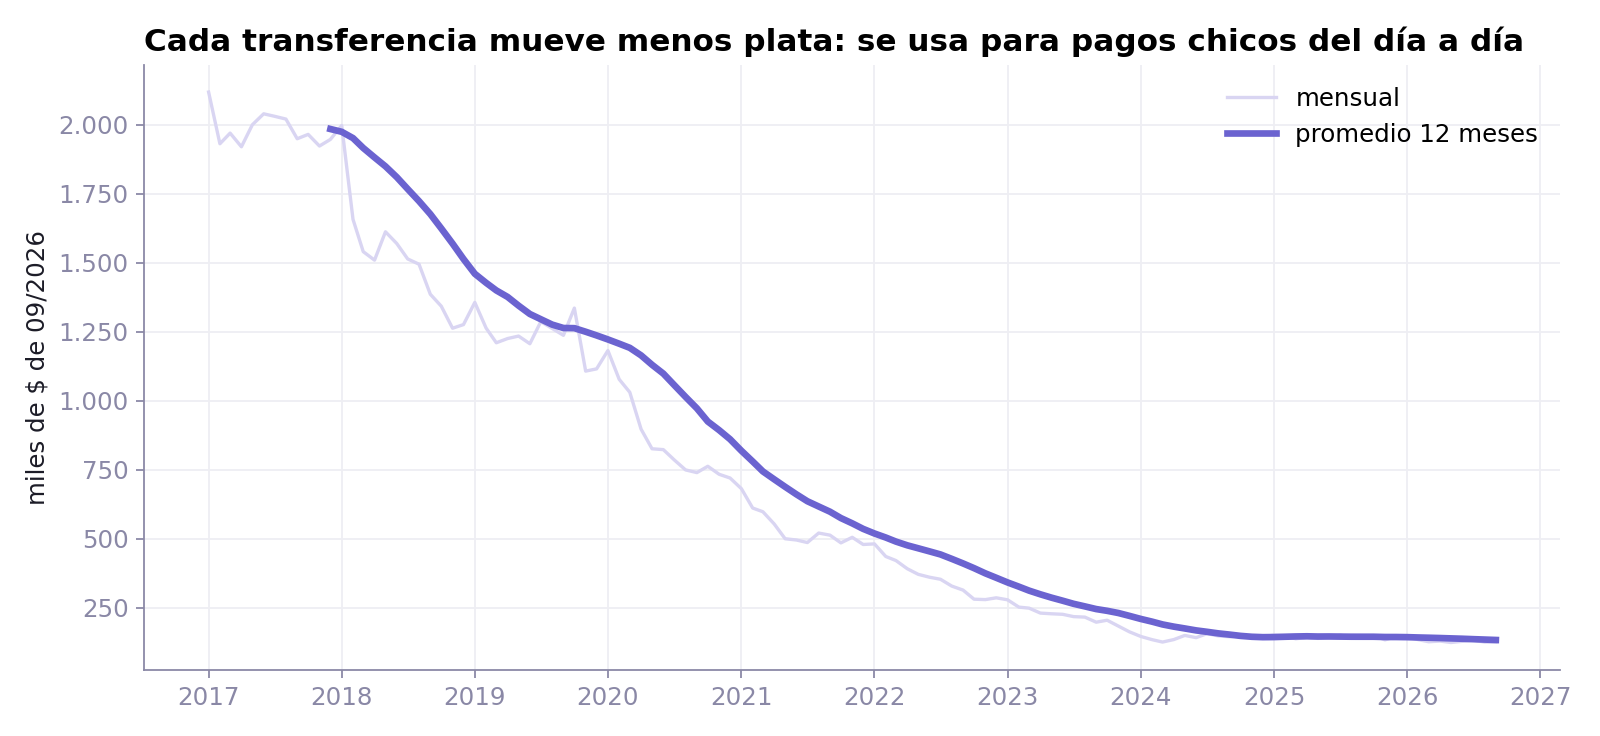 Cada transferencia mueve menos plata: se usa para pagos chicos del día a día
mensual
promedio 12 meses
miles de $ de 09/2026
2.000
1.750
1.500
1.250
1.000
750
500
250
2017 2018 2019 2020 2021 2022 2023 2024 2025 2026 2027